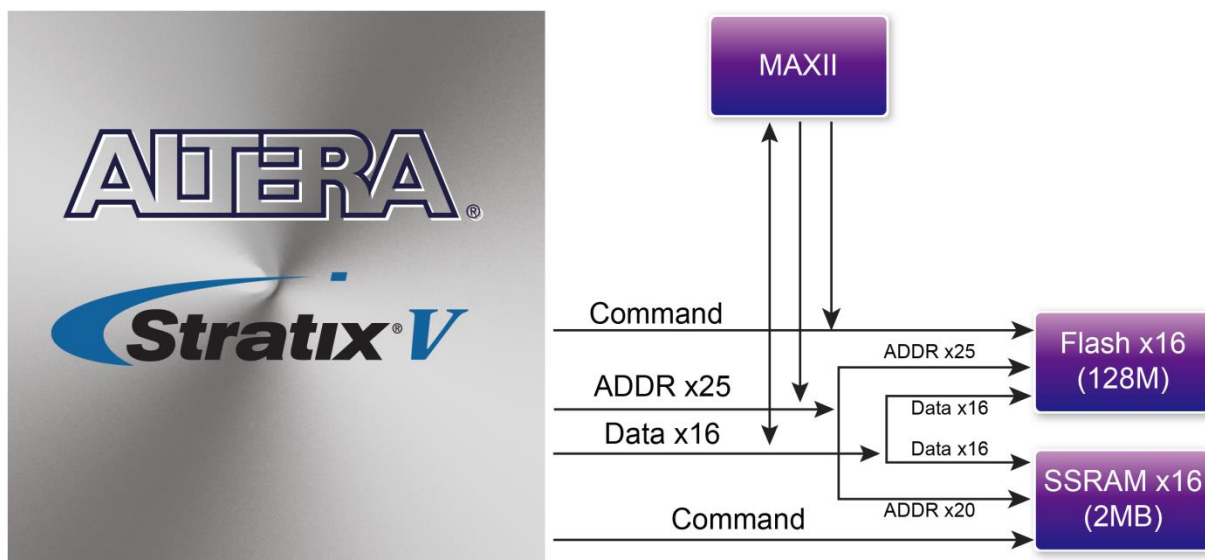 ALTERA®
Stratix® V
MAXII
Command
ADDR x25
Data x16
Command
ADDR x25
Data x16
Data x16
ADDR x20
Flash x16
(128M)
SSRAM x16
(2MB)